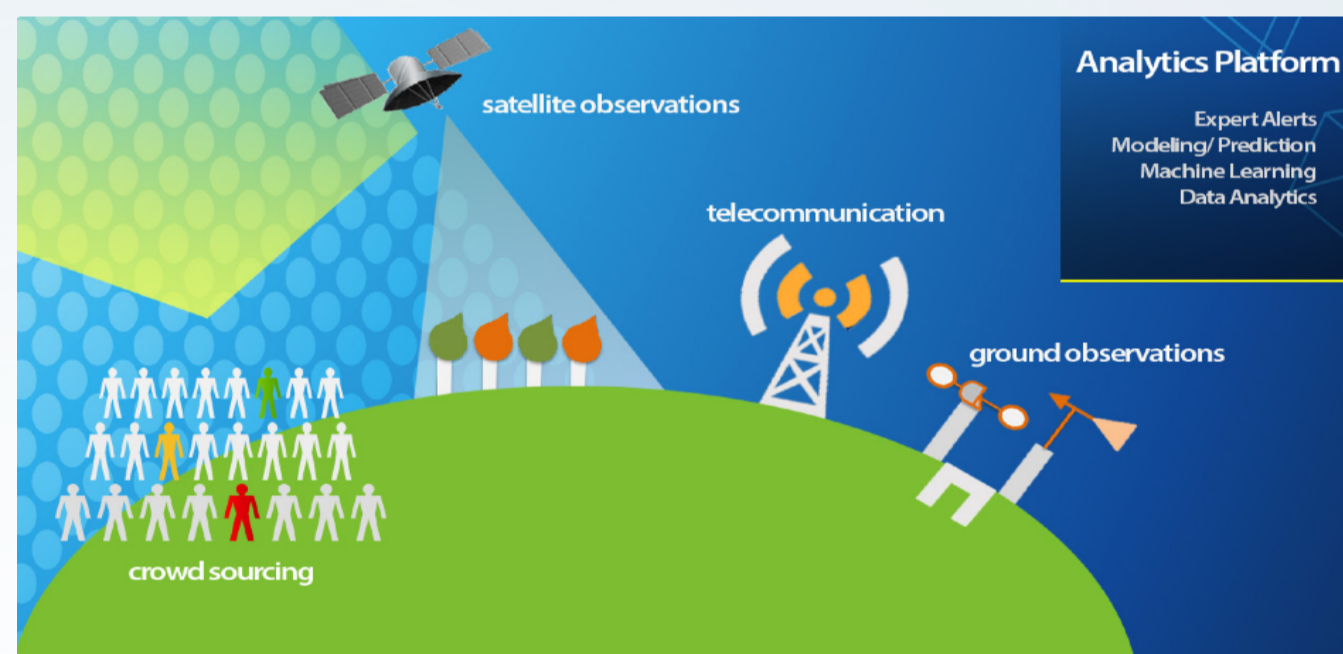 Analytics Platform
Expert Alerts
Modeling/ Prediction
Machine Learning
Data Analytics
satellite observations
telecommunication
ground observations
crowd sourcing